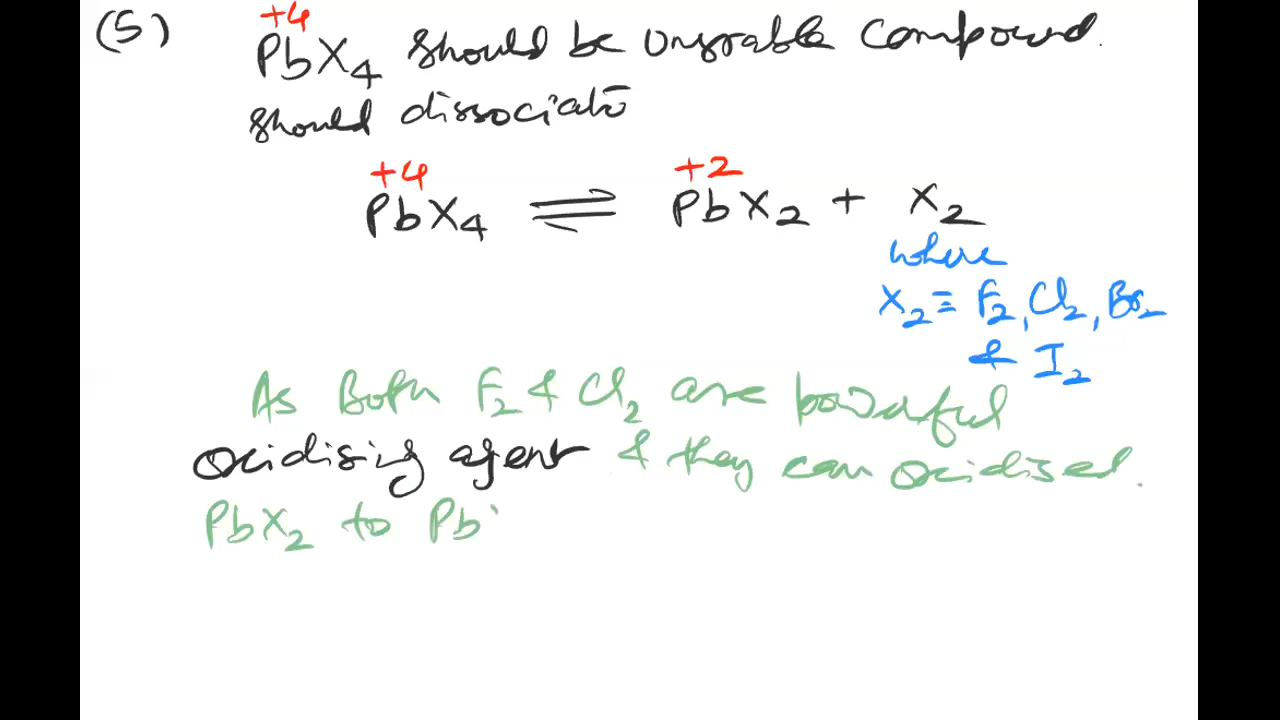 (5) +4
PbX4 should be unstable compound.
should dissociate
+4 +2
PbX4 ⇌ PbX2 + X2
where
X2 ≡ F2, Cl2, Br2
& I2
As Both F2 & Cl2 are powerful
oxidising agent & they can oxidised.
PbX2 to Pb